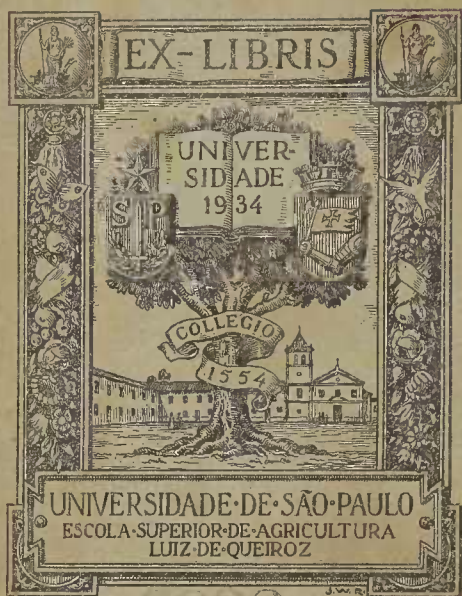 EX-LIBRIS
UNIVER-
SIDADE
1934
S P
COLLEGIO
1554
UNIVERSIDADE·DE·SÃO·PAULO
ESCOLA·SUPERIOR·DE·AGRICULTURA
LUIZ·DE·QUEIROZ
J.W.R.